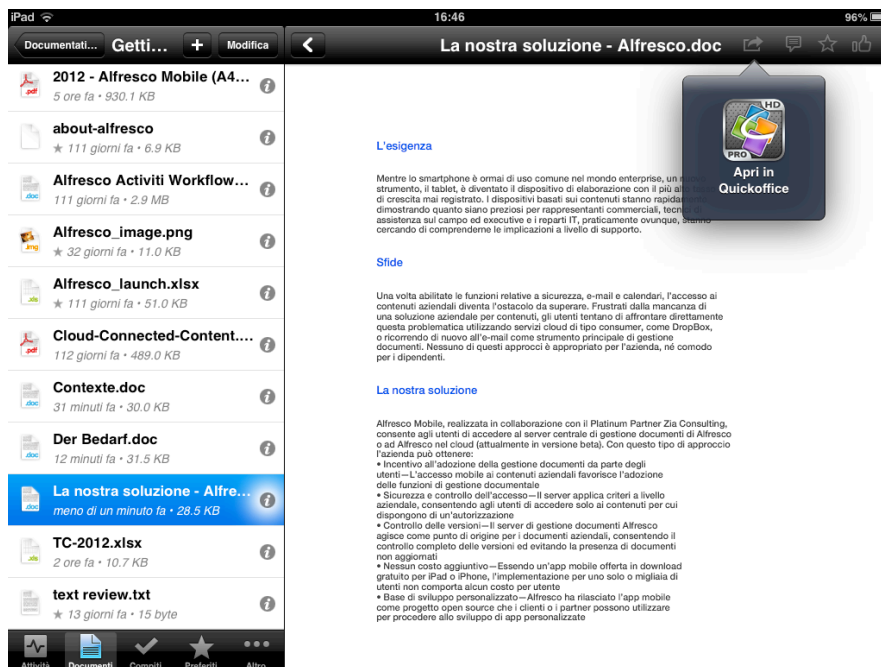 iPad
16:46
96%
Documentati...
Getti...
+
Modifica
La nostra soluzione - Alfresco.doc
2012 - Alfresco Mobile (A4...
5 ore fa • 930.1 KB
about-alfresco
★ 111 giorni fa • 6.9 KB
Alfresco Activiti Workflow...
111 giorni fa • 2.9 MB
Alfresco_image.png
★ 32 giorni fa • 11.0 KB
Alfresco_launch.xlsx
★ 111 giorni fa • 51.0 KB
Cloud-Connected-Content....
112 giorni fa • 489.0 KB
Contexte.doc
31 minuti fa • 30.0 KB
Der Bedarf.doc
12 minuti fa • 31.5 KB
La nostra soluzione - Alfre...
meno di un minuto fa • 28.5 KB
TC-2012.xlsx
2 ore fa • 10.7 KB
text review.txt
★ 13 giorni fa • 15 byte
Attività
Documenti
Compiti
Preferiti
Altro
HD
PRO
Apri in
Quickoffice
L'esigenza
Mentre lo smartphone è ormai di uso comune nel mondo enterprise, un
strumento, il tablet, è diventato il dispositivo di elaborazione con il più
di crescita mai registrato. I dispositivi basati sui contenuti stanno rapidamente
dimostrando quanto siano preziosi per rappresentanti commerciali, tecnici di
assistenza sul campo ed executive e i reparti IT, praticamente ovunque, stanno
cercando di comprenderne le implicazioni a livello di supporto.
Sfide
Una volta abilitate le funzioni relative a sicurezza, e-mail e calendari, l'accesso ai
contenuti aziendali diventa l'ostacolo da superare. Frustrati dalla mancanza di
una soluzione aziendale per contenuti, gli utenti tentano di affrontare direttamente
questa problematica utilizzando servizi cloud di tipo consumer, come DropBox,
o ricorrendo di nuovo all'e-mail come strumento principale di gestione
documenti. Nessuno di questi approcci è appropriato per l'azienda, né comodo
per i dipendenti.
La nostra soluzione
Alfresco Mobile, realizzata in collaborazione con il Platinum Partner Zia Consulting,
consente agli utenti di accedere al server centrale di gestione documenti di Alfresco
o ad Alfresco nel cloud (attualmente in versione beta). Con questo tipo di approccio
l'azienda può ottenere:
• Incentivo all'adozione della gestione documenti da parte degli
utenti—L'accesso mobile ai contenuti aziendali favorisce l'adozione
delle funzioni di gestione documentale
• Sicurezza e controllo dell'accesso—Il server applica criteri a livello
aziendale, consentendo agli utenti di accedere solo ai contenuti per cui
dispongono di un'autorizzazione
• Controllo delle versioni—Il server di gestione documenti Alfresco
agisce come punto di origine per i documenti aziendali, consentendo il
controllo completo delle versioni ed evitando la presenza di documenti
non aggiornati
• Nessun costo aggiuntivo—Essendo un'app mobile offerta in download
gratuito per iPad o iPhone, l'implementazione per uno solo o migliaia di
utenti non comporta alcun costo per utente
• Base di sviluppo personalizzato—Alfresco ha rilasciato l'app mobile
come progetto open source che i clienti o i partner possono utilizzare
per procedere allo sviluppo di app personalizzate